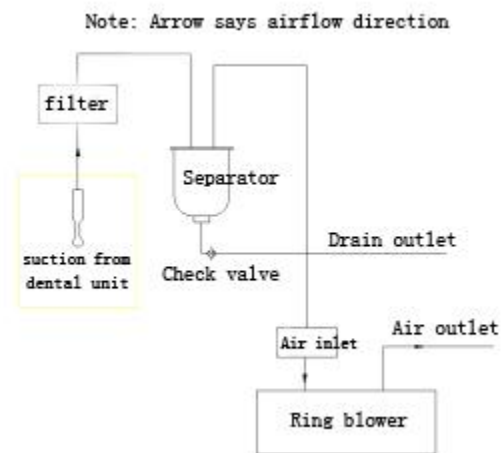 Note: Arrow says airflow direction
filter
Separator
suction from
dental unit
Drain outlet
Check valve
Air inlet
Air outlet
Ring blower